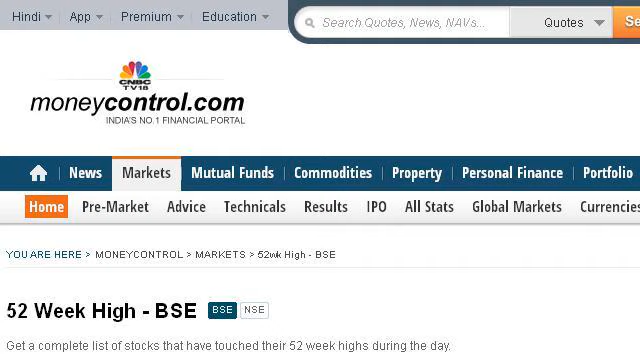 Hindi App Premium Education
Search Quotes, News, NAVs... Quotes Se
CNBC
TV18
moneycontrol.com
INDIA'S NO.1 FINANCIAL PORTAL
News Markets Mutual Funds Commodities Property Personal Finance Portfolio
Home Pre-Market Advice Technicals Results IPO All Stats Global Markets Currencies
YOU ARE HERE > MONEYCONTROL > MARKETS > 52wk High - BSE
52 Week High - BSE BSE NSE
Get a complete list of stocks that have touched their 52 week highs during the day.